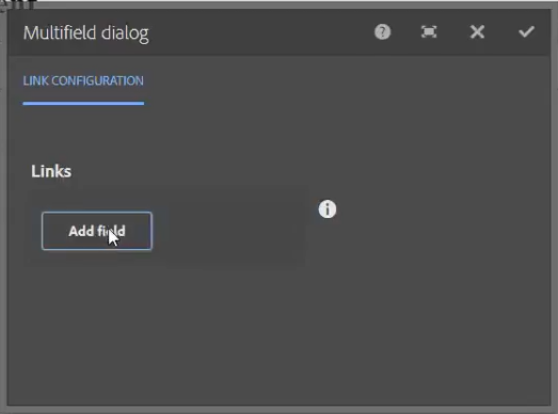 Multifield dialog
LINK CONFIGURATION
Links
Add field